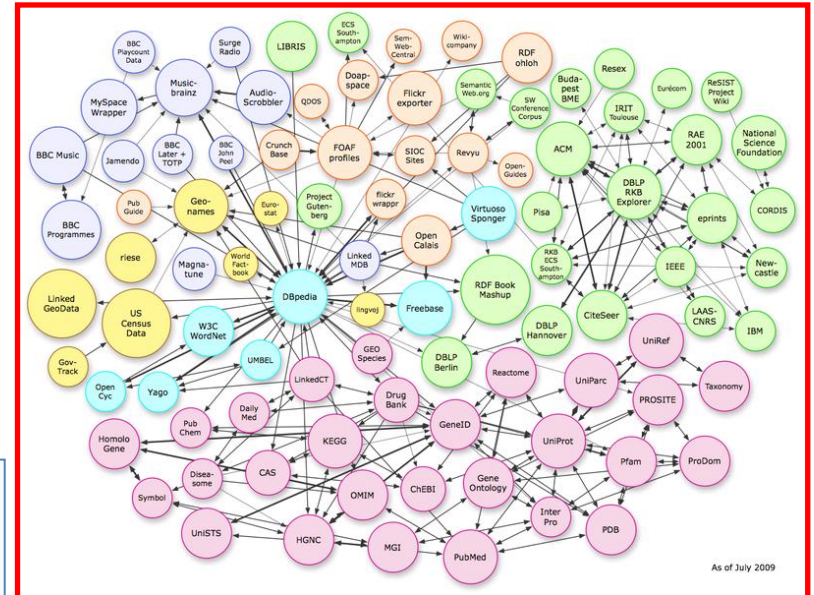 BBC
Playcount
Data
Surge
Radio
LIBRIS
ECS
South-
ampton
Sem-
Web-
Central
Wiki-
company
RDF
ohloh
Music-
brainz
Doap-
space
Resex
MySpace
Wrapper
Audio-
Scrobbler
QDOS
Flickr
exporter
Semantic
Web.org
SW
Conference
Corpus
Buda-
pest
BME
IRIT
Toulouse
Eurécom
ReSIST
Project
Wiki
BBC Music
Jamendo
BBC
Later +
TOTP
BBC
John
Peel
Crunch
Base
FOAF
profiles
SIOC
Sites
Revyu
Open-
Guides
ACM
RAE
2001
National
Science
Foundation
DBLP
RKB
Explorer
BBC
Programmes
Pub
Guide
Geo-
names
Euro-
stat
Project
Guten-
berg
flickr
wrappr
Virtuoso
Sponger
Pisa
eprints
CORDIS
riese
Magna-
tune
World
Fact-
book
Linked
MDB
Open
Calais
RKB
ECS
South-
ampton
IEEE
New-
castle
Linked
GeoData
US
Census
Data
W3C
WordNet
DBpedia
lingvoj
Freebase
RDF Book
Mashup
DBLP
Hannover
CiteSeer
LAAS-
CNRS
IBM
Gov-
Track
Open
Cyc
Yago
UMBEL
GEO
Species
DBLP
Berlin
UniRef
LinkedCT
Reactome
UniParc
Taxonomy
Daily
Med
Drug
Bank
PROSITE
Pub
Chem
Homolo
Gene
KEGG
GeneID
UniProt
Pfam
ProDom
Disea-
some
CAS
ChEBI
Gene
Ontology
Symbol
OMIM
Inter
Pro
PDB
UniSTS
HGNC
MGI
PubMed
As of July 2009